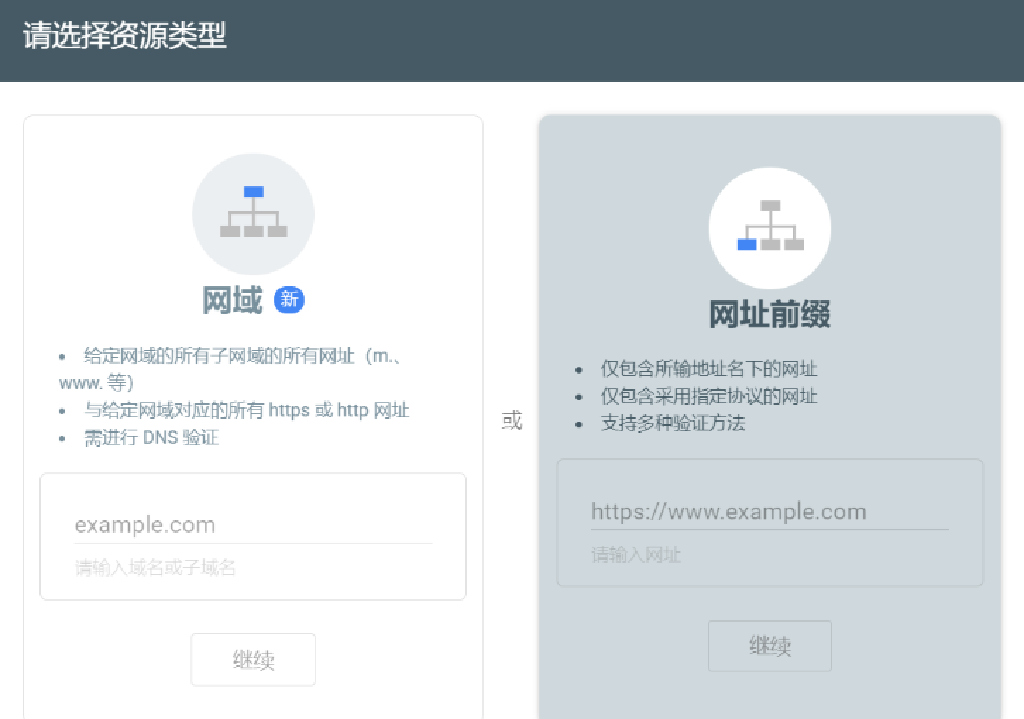 请选择资源类型
网域 新
• 给定网域的所有子网域的所有网址（m.、
www. 等）
• 与给定网域对应的所有 https 或 http 网址
• 需进行 DNS 验证
example.com
请输入域名或子域名
继续
或
网址前缀
• 仅包含所输地址名下的网址
• 仅包含采用指定协议的网址
• 支持多种验证方法
https://www.example.com
请输入网址
继续